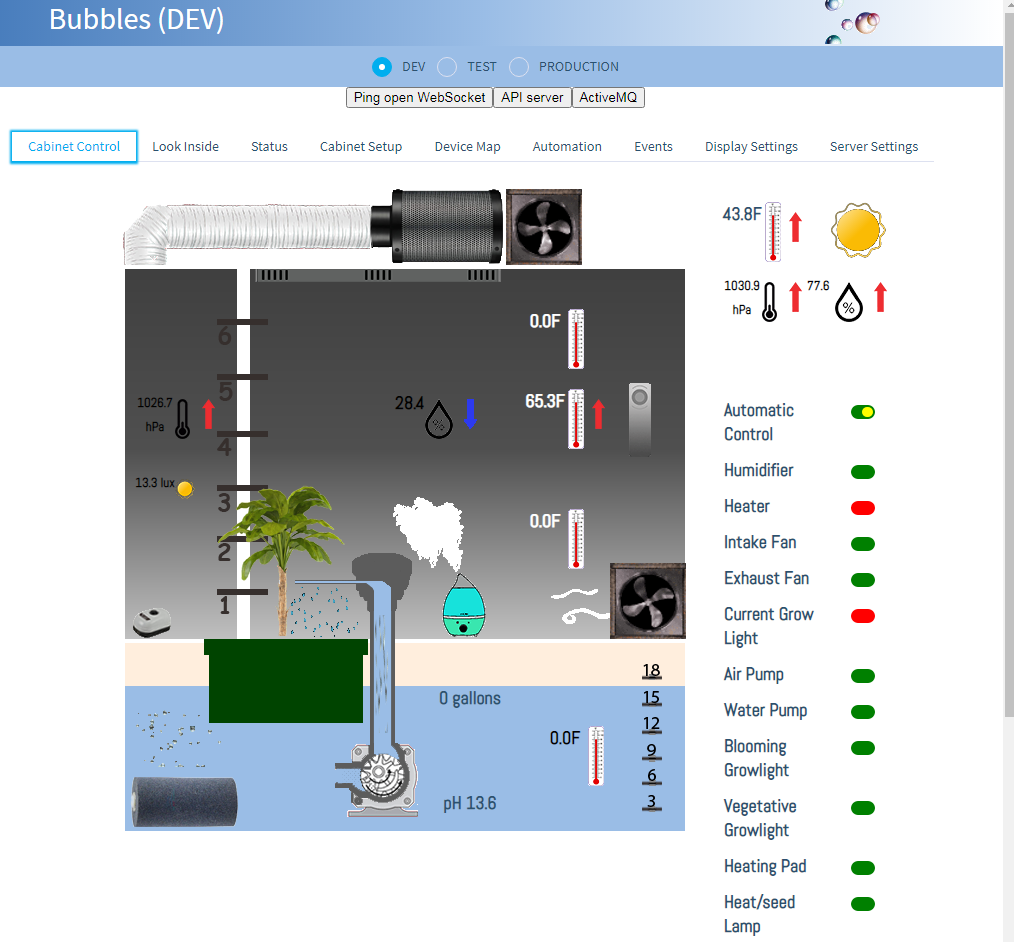 Bubbles (DEV)
DEV TEST PRODUCTION
Ping open WebSocket API server ActiveMQ
Cabinet Control Look Inside Status Cabinet Setup Device Map Automation Events Display Settings Server Settings
43.8F
1030.9 77.6
hPa %
0.0F
6
5
65.3F
1026.7 28.4
hPa %
4
13.3 lux
3
0.0F
2
1
18
0 gallons 15
12
0.0F
9
6
pH 13.6 3
Automatic
Control
Humidifier
Heater
Intake Fan
Exhaust Fan
Current Grow
Light
Air Pump
Water Pump
Blooming
Growlight
Vegetative
Growlight
Heating Pad
Heat/seed
Lamp